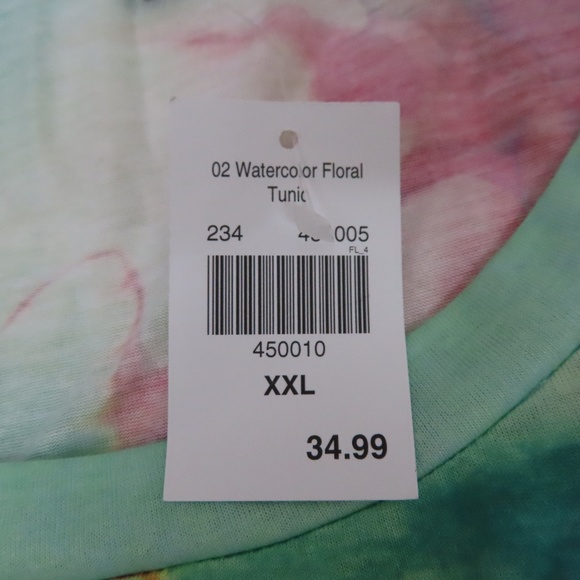 02 Watercolor Floral
Tunic
234
FL_4
450010
XXL
34.99